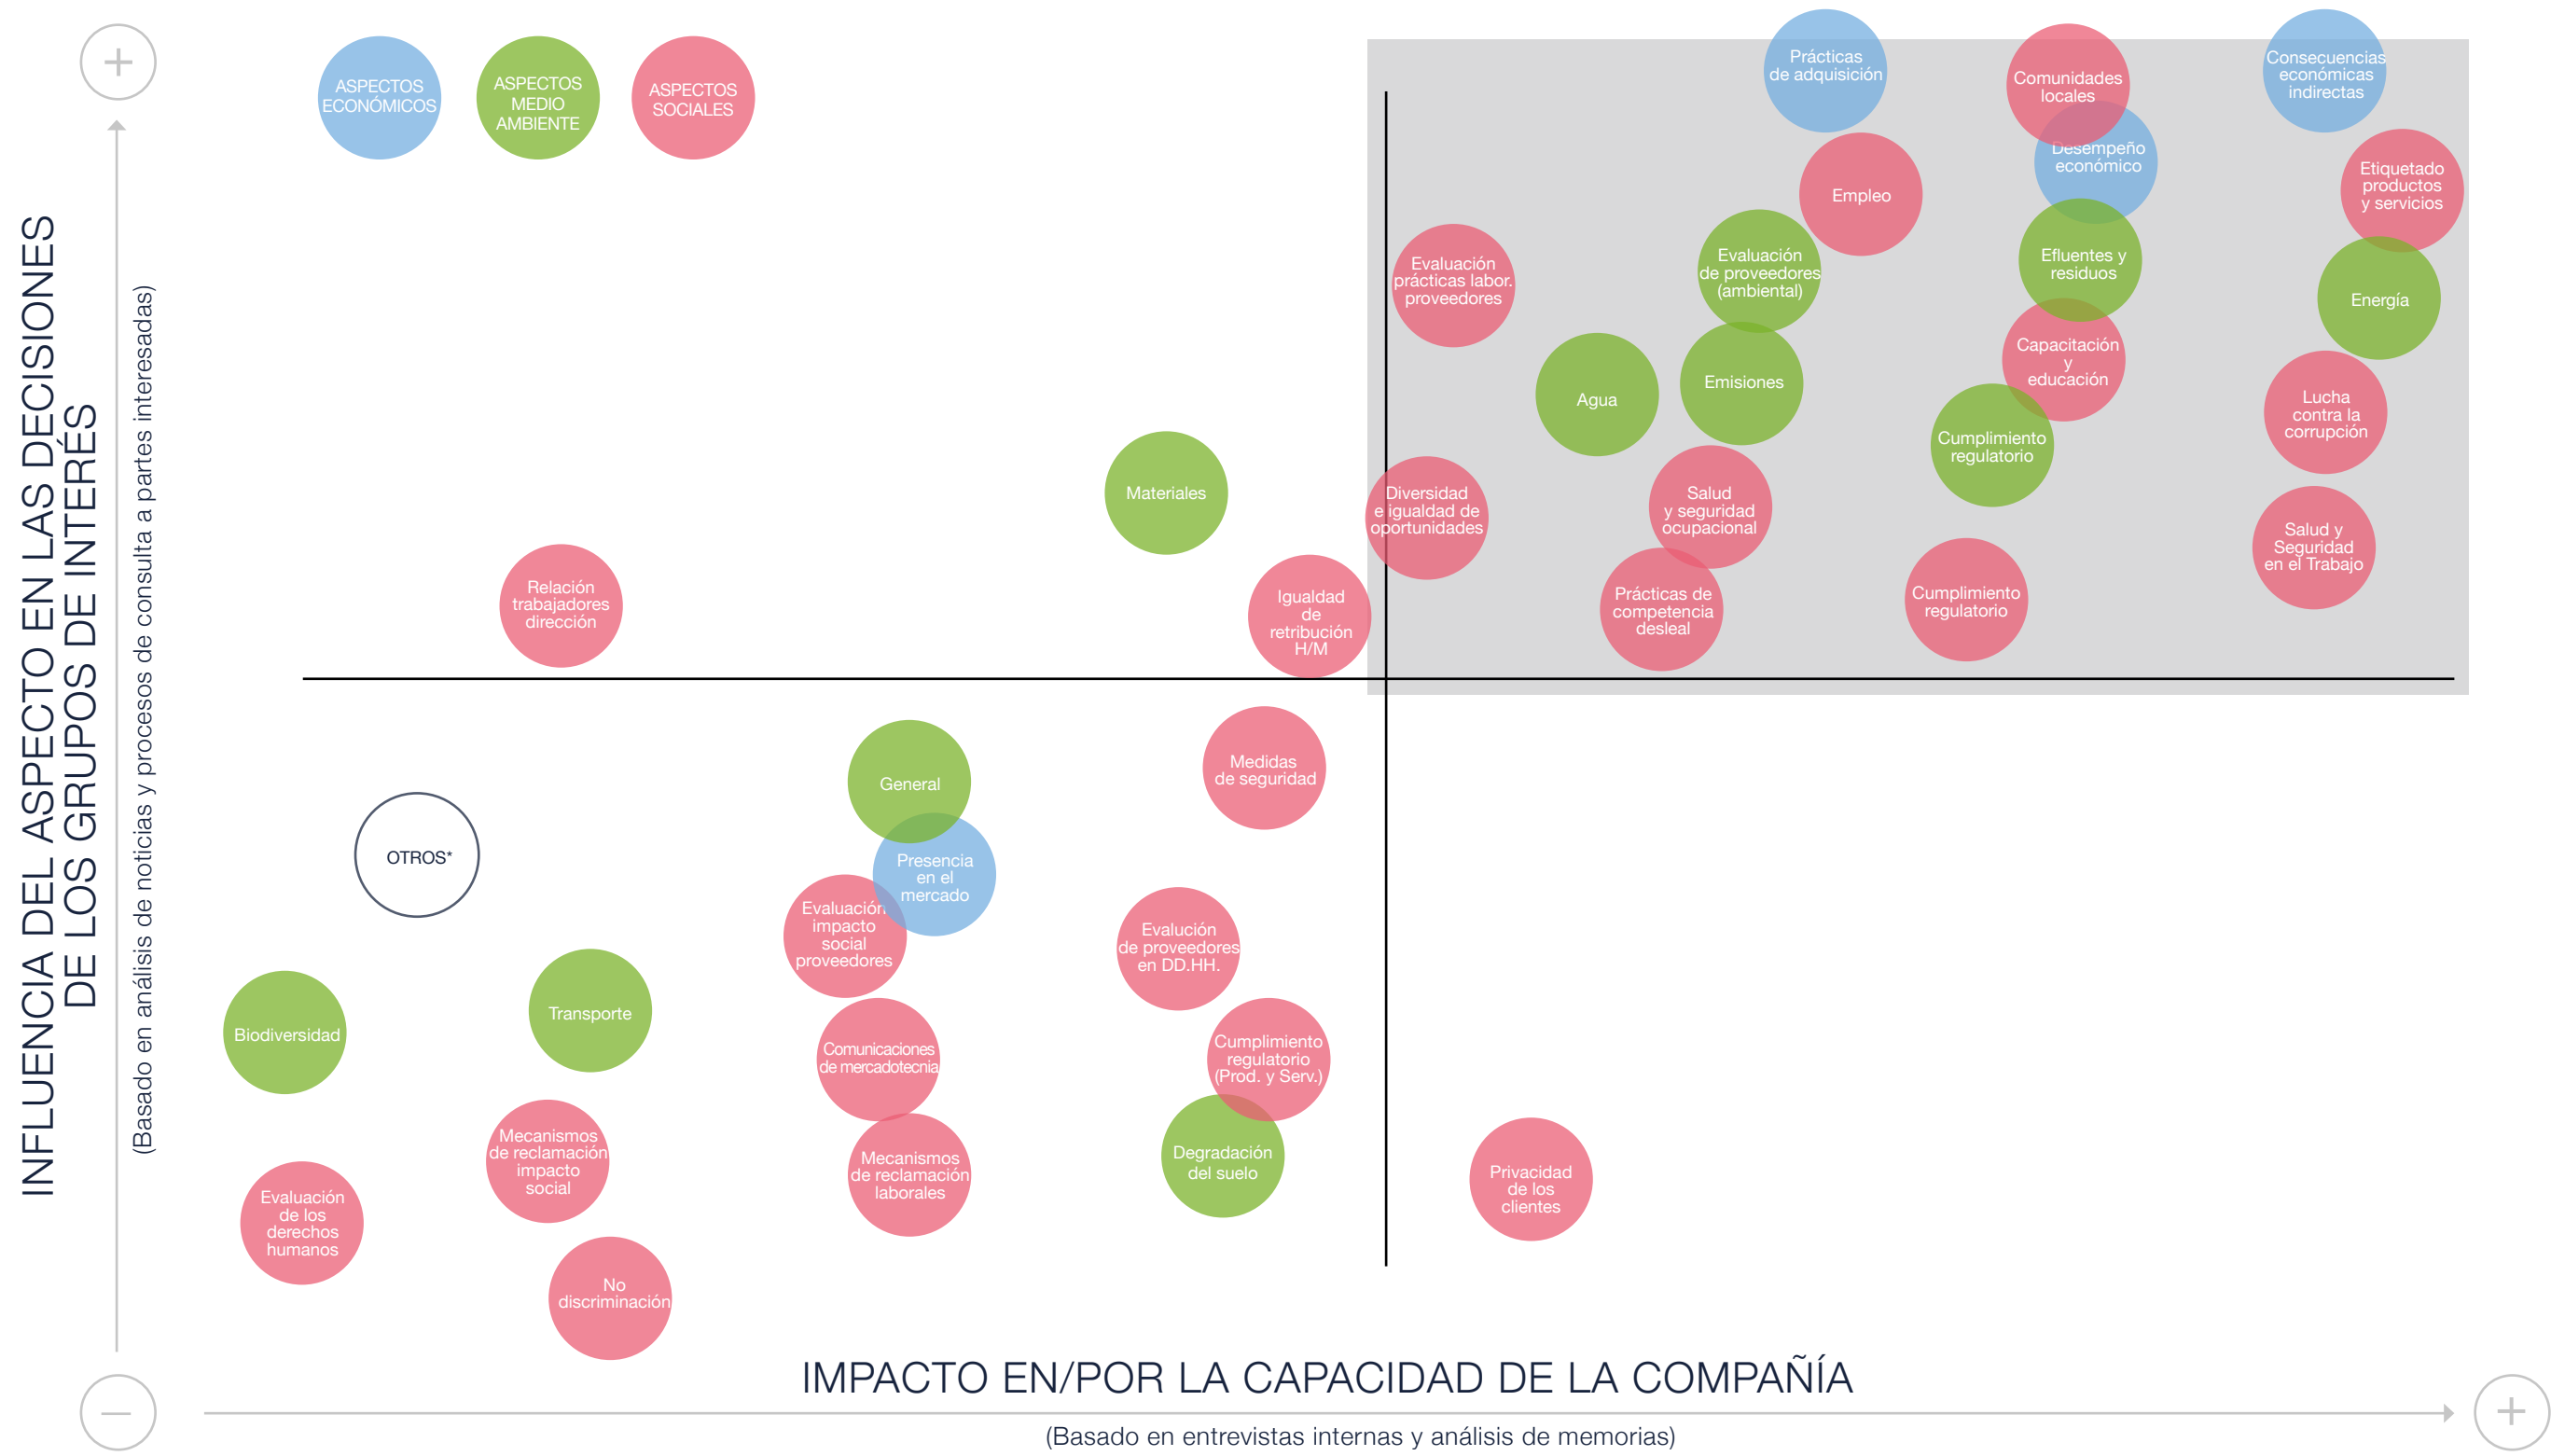 +
ASPECTOS
ECONÓMICOS
ASPECTOS
MEDIO
AMBIENTE
ASPECTOS
SOCIALES
INFLUENCIA DEL ASPECTO EN LAS DECISIONES
DE LOS GRUPOS DE INTERÉS
(Basado en análisis de noticias y procesos de consulta a partes interesadas)
Prácticas
de adquisición
Comunidades
locales
Consecuencias
económicas
indirectas
Desempeño
económico
Empleo
Etiquetado
productos
y servicios
Evaluación
prácticas labor.
proveedores
Evaluación
de proveedores
(ambiental)
Efluentes y
residuos
Energía
Agua
Emisiones
Capacitación
y
educación
Lucha
contra la
corrupción
Cumplimiento
regulatorio
Materiales
Diversidad
e igualdad de
oportunidades
Salud
y seguridad
ocupacional
Salud y
Seguridad
en el Trabajo
Relación
trabajadores
dirección
Igualdad
de
retribución
H/M
Prácticas de
competencia
desleal
Cumplimiento
regulatorio
General
Medidas
de seguridad
OTROS*
Presencia
en el
mercado
Evaluación
impacto
social
proveedores
Evalución
de proveedores
en DD.HH.
Biodiversidad
Transporte
Comunicaciones
de mercadotecnia
Cumplimiento
regulatorio
(Prod. y Serv.)
Mecanismos
de reclamación
impacto
social
Mecanismos
de reclamación
laborales
Degradación
del suelo
Privacidad
de los
clientes
Evaluación
de los
derechos
humanos
No
discriminación
IMPACTO EN/POR LA CAPACIDAD DE LA COMPAÑÍA
–
+
(Basado en entrevistas internas y análisis de memorias)